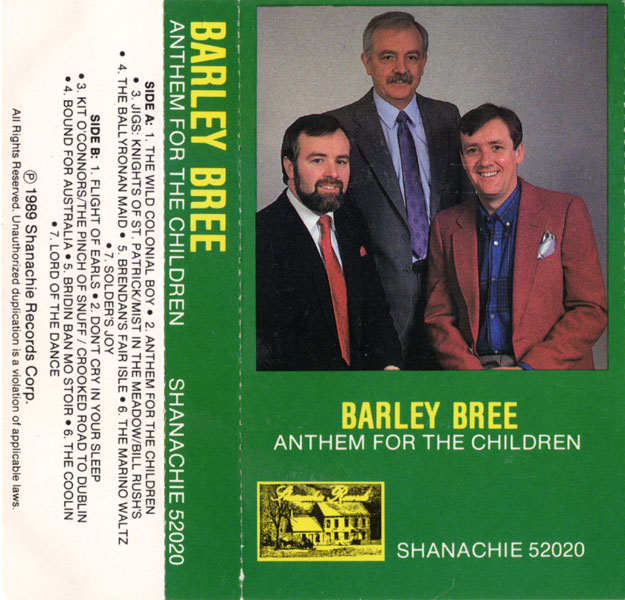 BARLEY BREE
ANTHEM FOR THE CHILDREN
Shanachie Records
SHANACHIE 52020
BARLEY BREE
ANTHEM FOR THE CHILDREN SHANACHIE 52020
SIDE A: 1. THE WILD COLONIAL BOY • 2. ANTHEM FOR THE CHILDREN
• 3. JIGS: KNIGHTS OF ST. PATRICK/MIST IN THE MEADOW/BILL RUSH'S
• 4. THE BALLYRONAN MAID • 5. BRENDAN'S FAIR ISLE • 6. THE MARINO WALTZ
• 7. SOLDER'S JOY
SIDE B: 1. FLIGHT OF EARLS • 2. DON'T CRY IN YOUR SLEEP
• 3. KIT O'CONNORS/THE PINCH OF SNUFF / CROOKED ROAD TO DUBLIN
• 4. BOUND FOR AUSTRALIA • 5. BRIDIN BAN MO STOIR • 6. THE COOLIN
• 7. LORD OF THE DANCE
℗ 1989 Shanachie Records Corp.
All Rights Reserved. Unauthorized duplication is a violation of applicable laws.